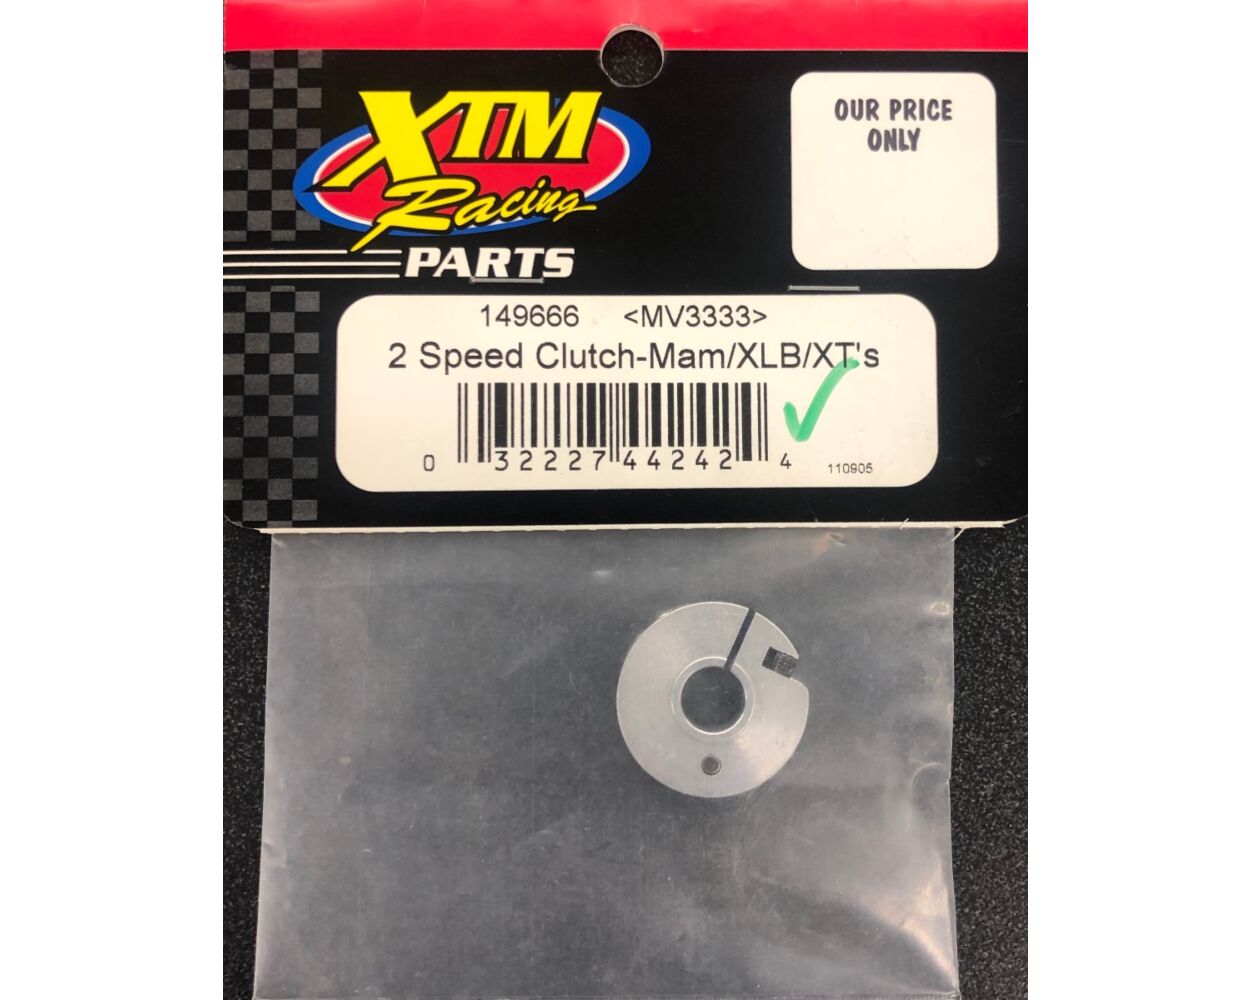 XTM
Racing
PARTS
OUR PRICE
ONLY
149666 <MV3333>
2 Speed Clutch-Mam/XLB/XT's
0 32227 44242 4
110905